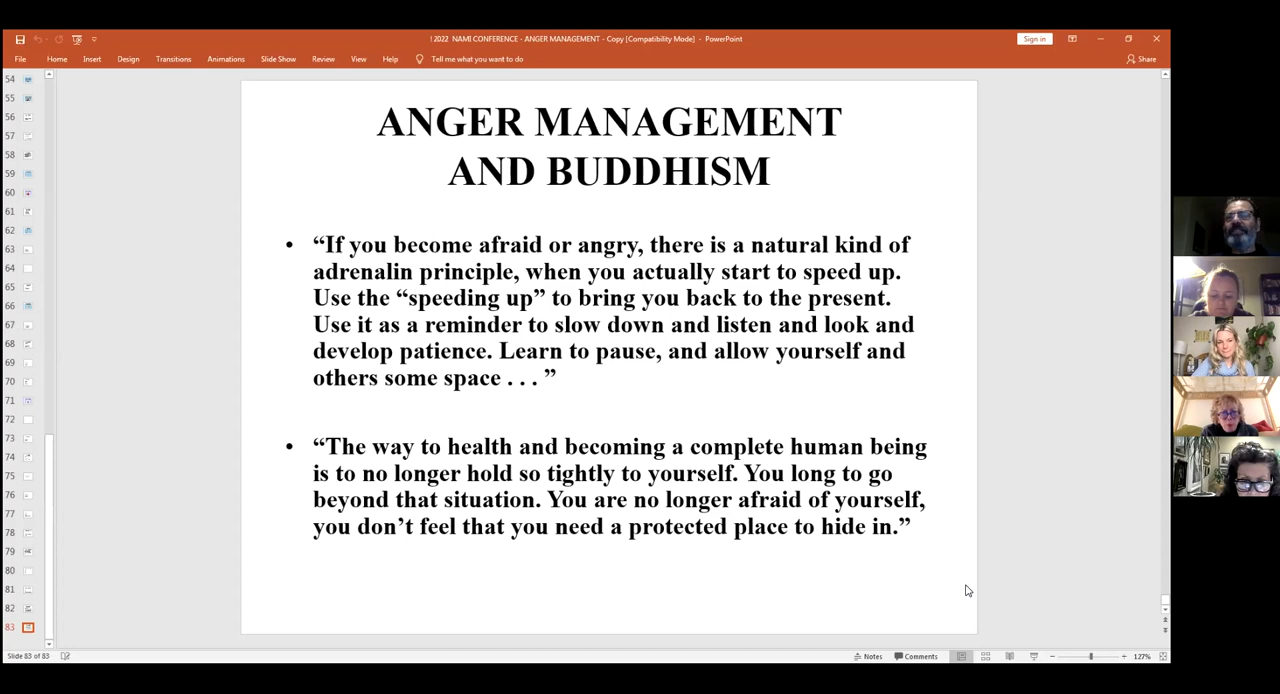 ! 2022 NAMI CONFERENCE - ANGER MANAGEMENT - Copy [Compatibility Mode] - PowerPoint
Sign in
File Home Insert Design Transitions Animations Slide Show Review View Help Tell me what you want to do
Share
54
55
56
57
58
59
60
61
62
63
64
65
66
67
68
69
70
71
72
73
74
75
76
77
78
79
80
81
82
83
ANGER MANAGEMENT
AND BUDDHISM
• “If you become afraid or angry, there is a natural kind of
adrenalin principle, when you actually start to speed up.
Use the “speeding up” to bring you back to the present.
Use it as a reminder to slow down and listen and look and
develop patience. Learn to pause, and allow yourself and
others some space . . . ”
• “The way to health and becoming a complete human being
is to no longer hold so tightly to yourself. You long to go
beyond that situation. You are no longer afraid of yourself,
you don’t feel that you need a protected place to hide in.”
Slide 83 of 83
Notes
Comments
127%